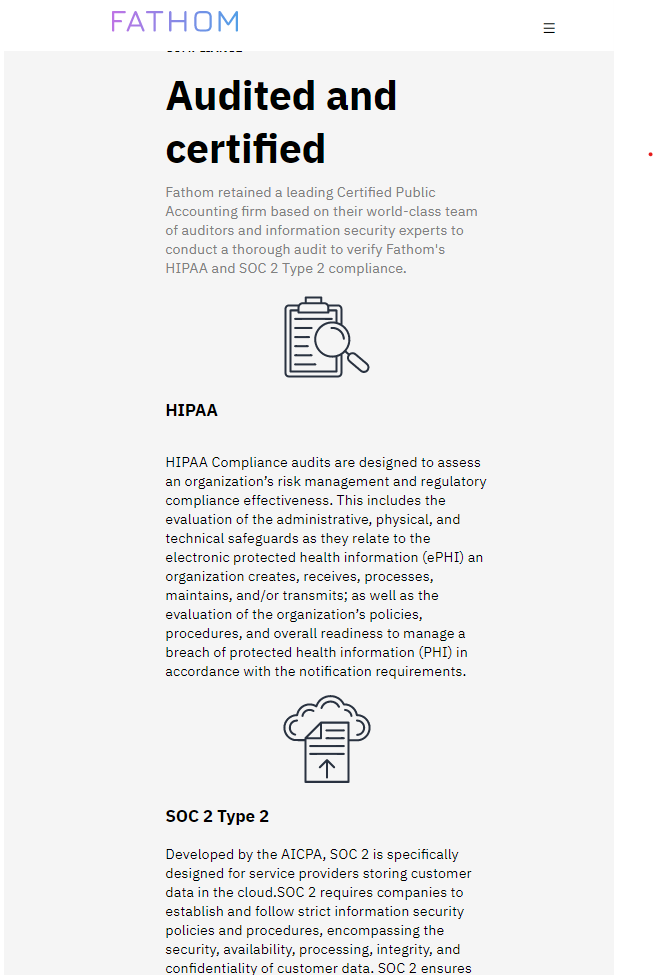 FATHOM
Audited and
certified
Fathom retained a leading Certified Public
Accounting firm based on their world-class team
of auditors and information security experts to
conduct a thorough audit to verify Fathom's
HIPAA and SOC 2 Type 2 compliance.
HIPAA
HIPAA Compliance audits are designed to assess
an organization’s risk management and regulatory
compliance effectiveness. This includes the
evaluation of the administrative, physical, and
technical safeguards as they relate to the
electronic protected health information (ePHI) an
organization creates, receives, processes,
maintains, and/or transmits; as well as the
evaluation of the organization’s policies,
procedures, and overall readiness to manage a
breach of protected health information (PHI) in
accordance with the notification requirements.
SOC 2 Type 2
Developed by the AICPA, SOC 2 is specifically
designed for service providers storing customer
data in the cloud.SOC 2 requires companies to
establish and follow strict information security
policies and procedures, encompassing the
security, availability, processing, integrity, and
confidentiality of customer data. SOC 2 ensures